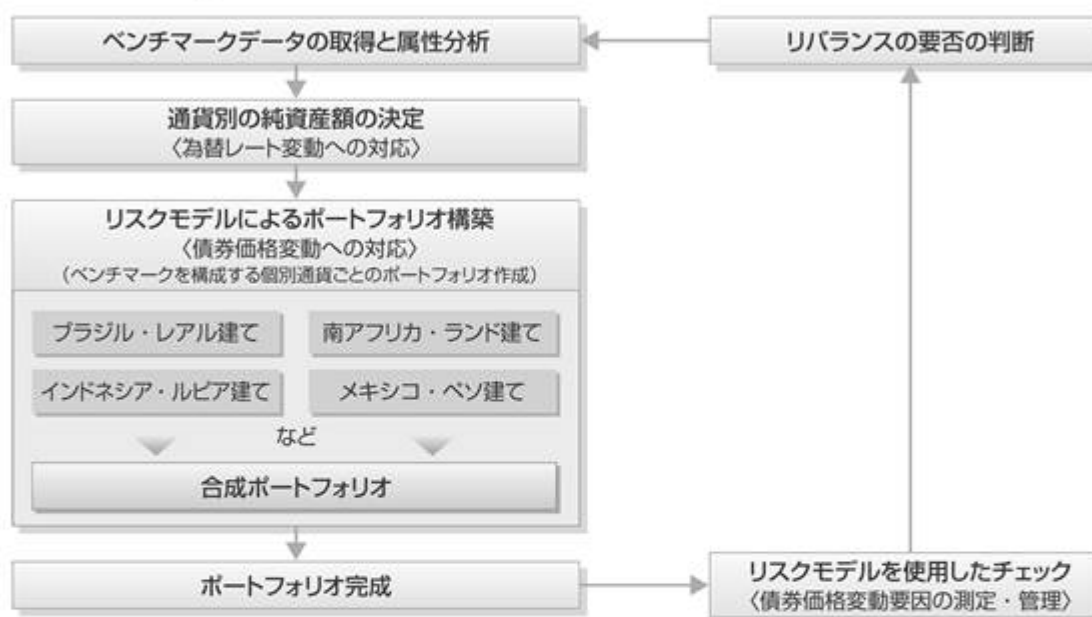 ベンチマークデータの取得と属性分析
リバランスの要否の判断
通貨別の純資産額の決定
〈為替レート変動への対応〉
リスクモデルによるポートフォリオ構築
〈債券価格変動への対応〉
（ベンチマークを構成する個別通貨ごとのポートフォリオ作成）
ブラジル・レアル建て
南アフリカ・ランド建て
インドネシア・ルピア建て
メキシコ・ペソ建て
など
合成ポートフォリオ
ポートフォリオ完成
リスクモデルを使用したチェック
〈債券価格変動要因の測定・管理〉